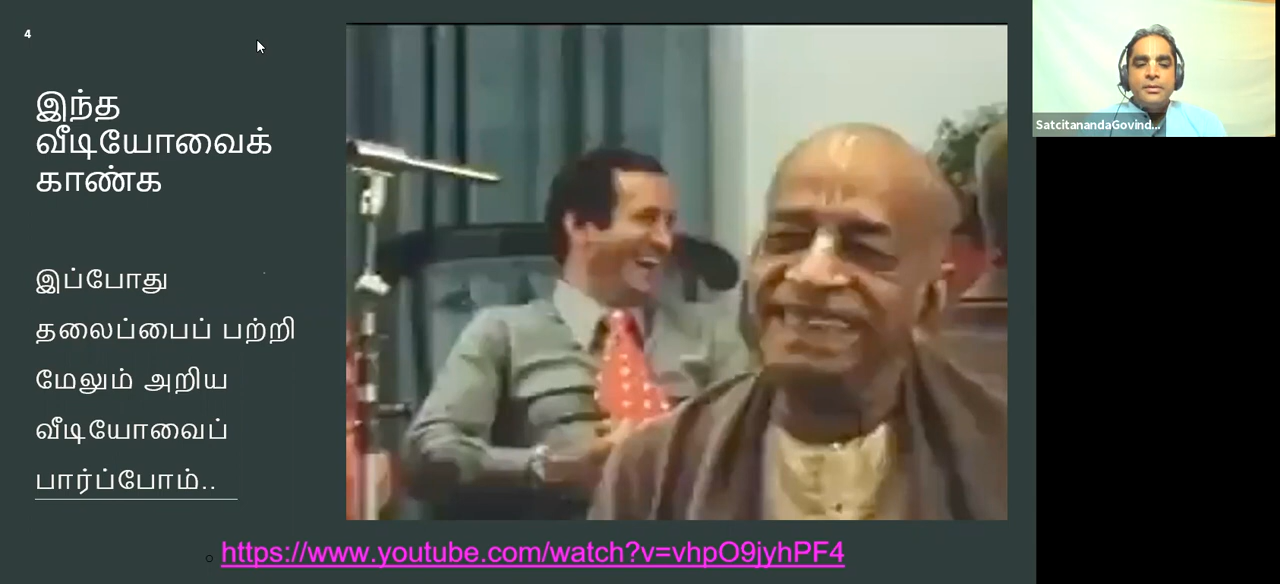 4
இந்த
வீடியோவைக்
காண்க
இப்போது
தலைப்பைப் பற்றி
மேலும் அறிய
வீடியோவைப்
பார்ப்போம்..
https://www.youtube.com/watch?v=vhpO9jyhPF4
SatcitanandaGovind...